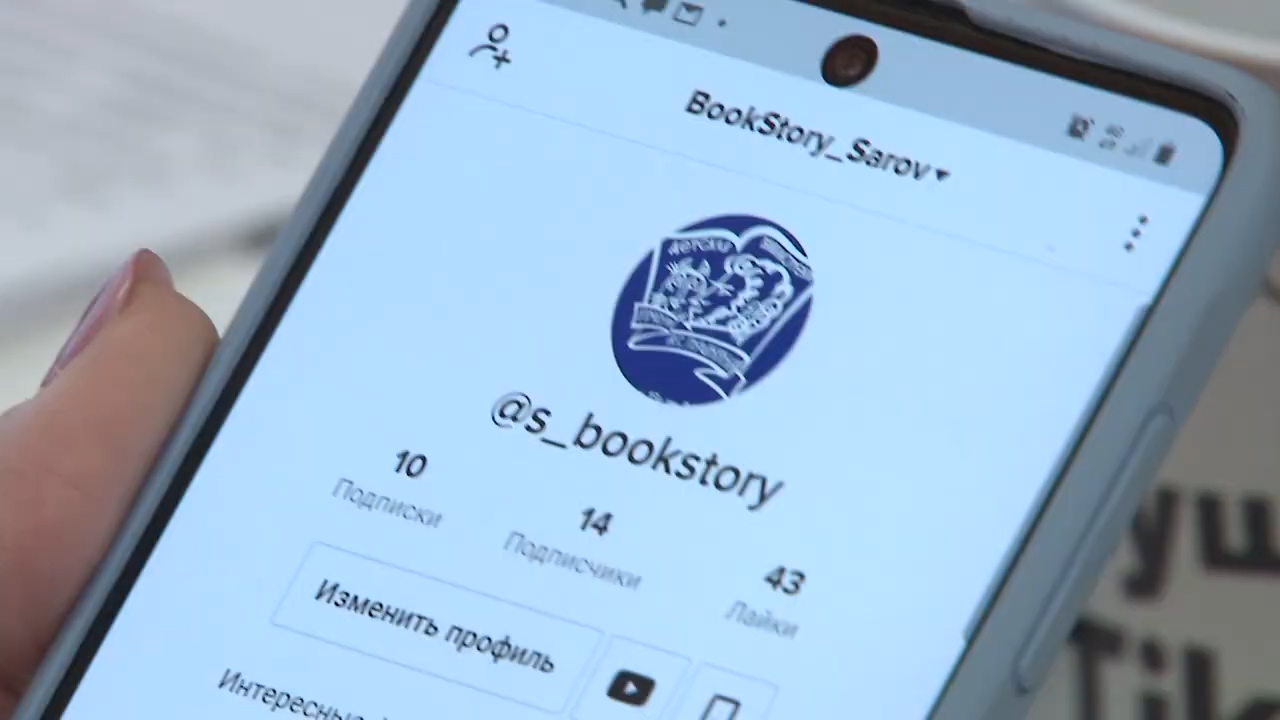 BookStory_Sarov
@s_bookstory
10
Подписки
14
Подписчики
43
Лайки
Изменить профиль